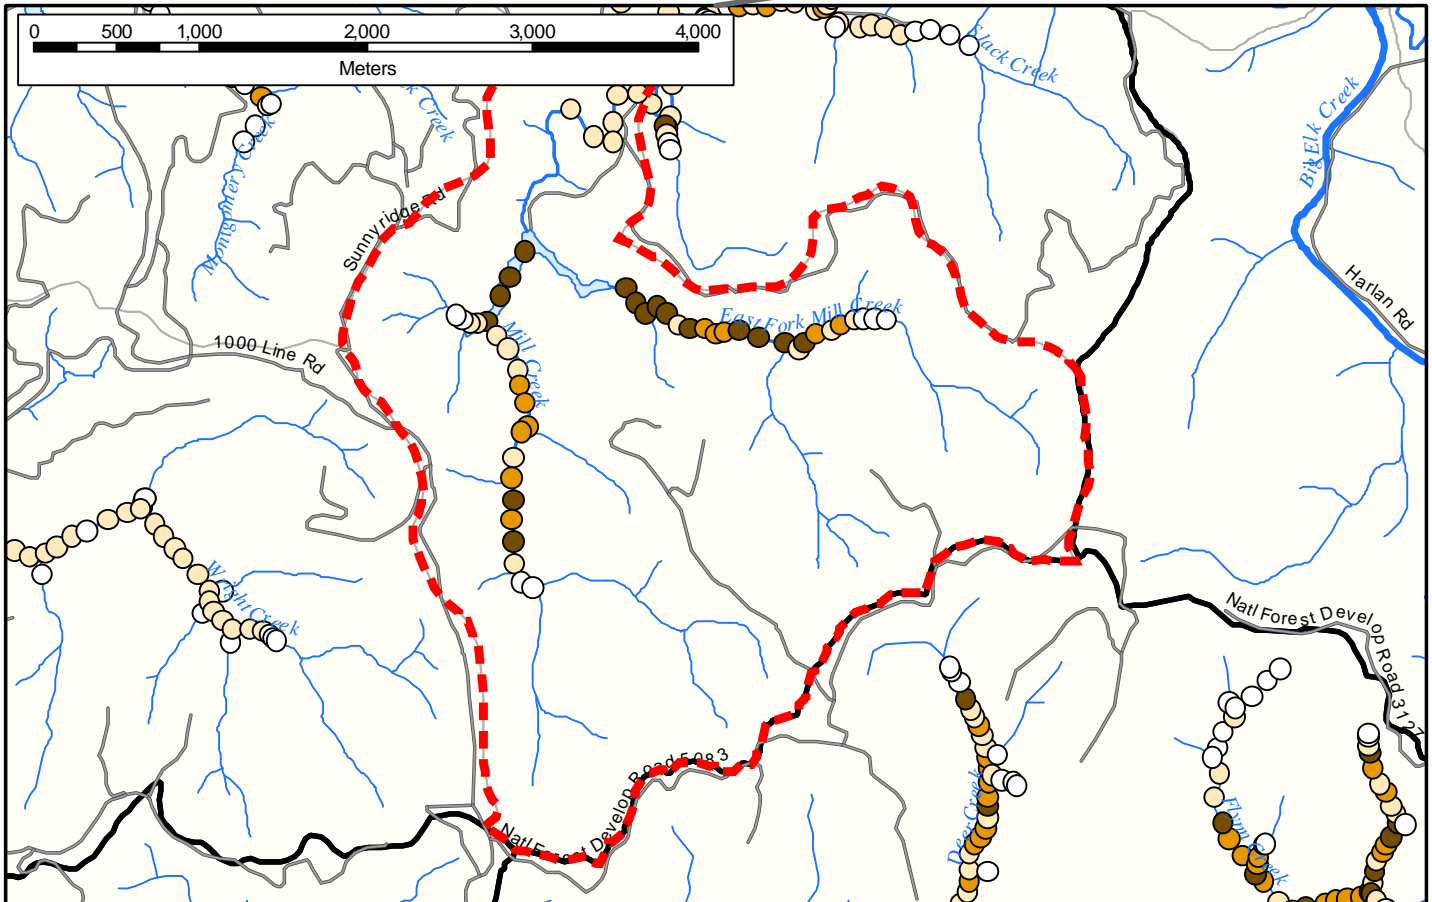 0 500 1,000 2,000 3,000 4,000
Meters
Slack Creek
Creek
Big Elk Creek
Montgomery Creek
Sunnyridge Rd
Harlan Rd
East Fork Mill Creek
1000 Line Rd
Mill Creek
Wright Creek
Natl Forest Develop Road 3127
Natl Forest Develop Road 5083
Deer Creek
Flynn Creek